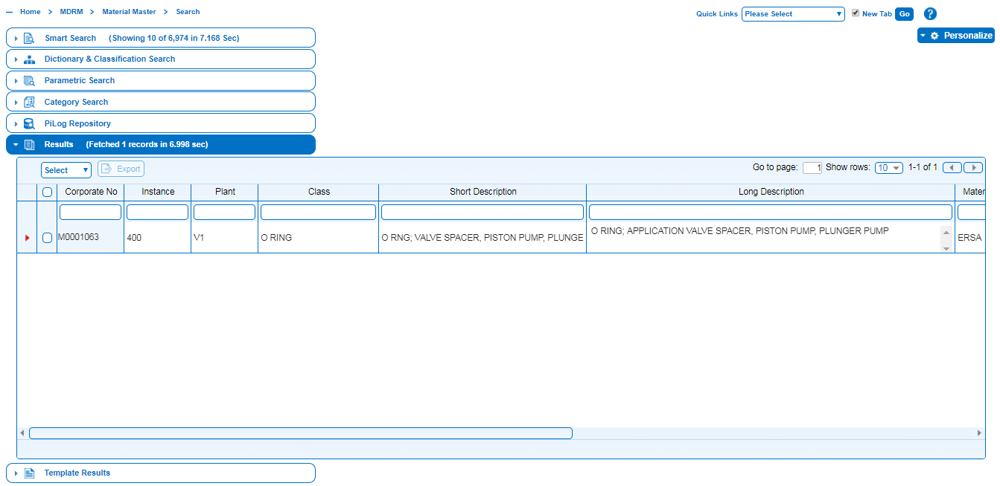 Home > MDRM > Material Master > Search
Quick Links Please Select New Tab Go ?
Personalize
Smart Search (Showing 10 of 6,974 in 7.168 Sec)
Dictionary & Classification Search
Parametric Search
Category Search
PiLog Repository
Results (Fetched 1 records in 6.998 sec)
Select Export Go to page: 1 Show rows: 10 1-1 of 1
Corporate No Instance Plant Class Short Description Long Description Mater
M0001063 400 V1 O RING O RNG; VALVE SPACER, PISTON PUMP, PLUNGE O RING; APPLICATION VALVE SPACER, PISTON PUMP, PLUNGER PUMP ERSA
Template Results